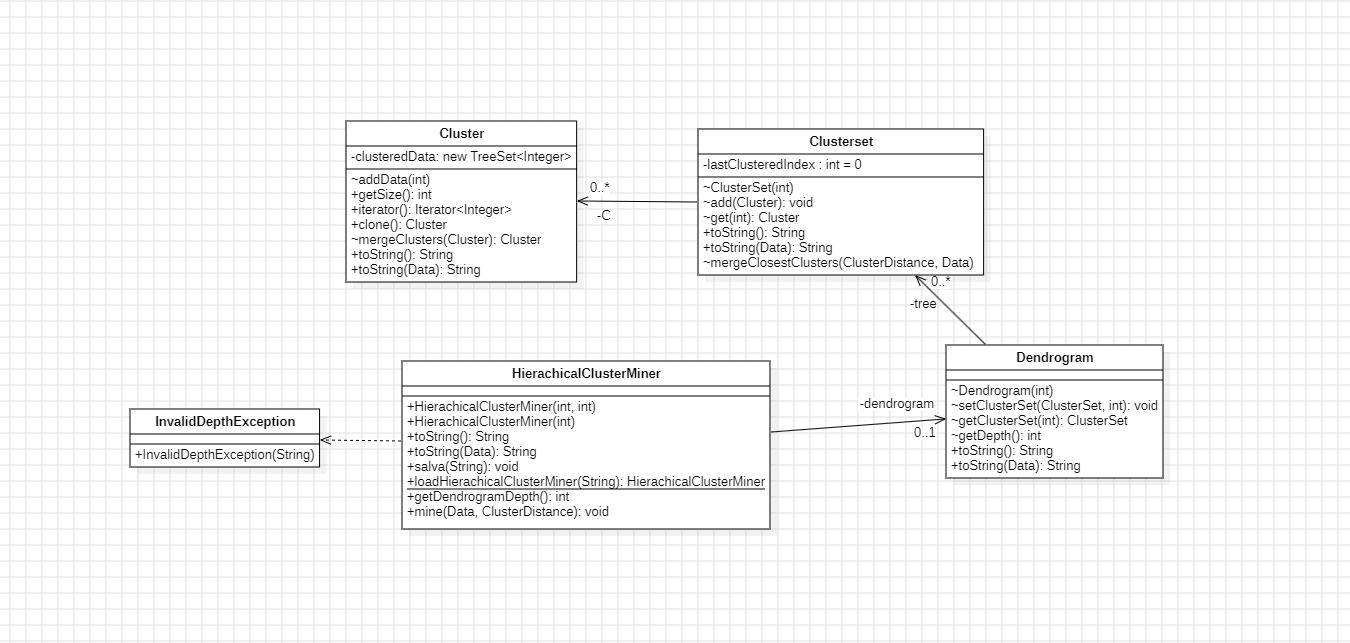 Cluster
-clusteredData: new TreeSet<Integer>
~addData(int)
+getSize(): int
+iterator(): Iterator<Integer>
+clone(): Cluster
~mergeClusters(Cluster): Cluster
+toString(): String
+toString(Data): String
0..*
-C
Clusterset
-lastClusteredIndex : int = 0
~ClusterSet(int)
~add(Cluster): void
~get(int): Cluster
+toString(): String
+toString(Data): String
~mergeClosestClusters(ClusterDistance, Data)
0..*
-tree
InvalidDepthException
+InvalidDepthException(String)
HierachicalClusterMiner
+HierachicalClusterMiner(int, int)
+HierachicalClusterMiner(int)
+toString(): String
+toString(Data): String
+salva(String): void
+loadHierachicalClusterMiner(String): HierachicalClusterMiner
+getDendrogramDepth(): int
+mine(Data, ClusterDistance): void
-dendrogram
0..1
Dendrogram
~Dendrogram(int)
~setClusterSet(ClusterSet, int): void
~getClusterSet(int): ClusterSet
~getDepth(): int
+toString(): String
+toString(Data): String